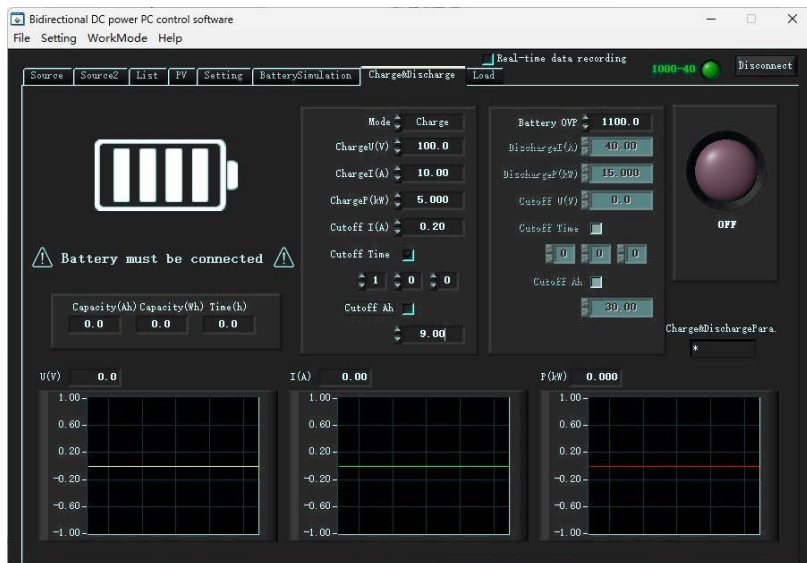 Bidirectional DC power PC control software
File Setting WorkMode Help
Real-time data recording
1000-40
Disconnect
Source Source2 List PV Setting BatterySimulation Charge&Discharge Load
Mode Charge
ChargeU(V) 100.0
ChargeI(A) 10.00
ChargeP(kW) 5.000
Cutoff I(A) 0.20
Cutoff Time
1 0 0
Cutoff Ah
9.00
Battery OVP 1100.0
DischargeI(A) 40.00
DischargeP(kW) 15.000
Cutoff U(V) 0.0
Cutoff Time
0 0 0
Cutoff Ah
30.00
OFF
Battery must be connected
Capacity(Ah) Capacity(Wh) Time(h)
0.0 0.0 0.0
Charge&DischargePara.
*
U(V) 0.0
1.00
0.60
0.20
-0.20
-0.60
-1.00
I(A) 0.00
1.00
0.60
0.20
-0.20
-0.60
-1.00
P(kW) 0.000
1.00
0.60
0.20
-0.20
-0.60
-1.00